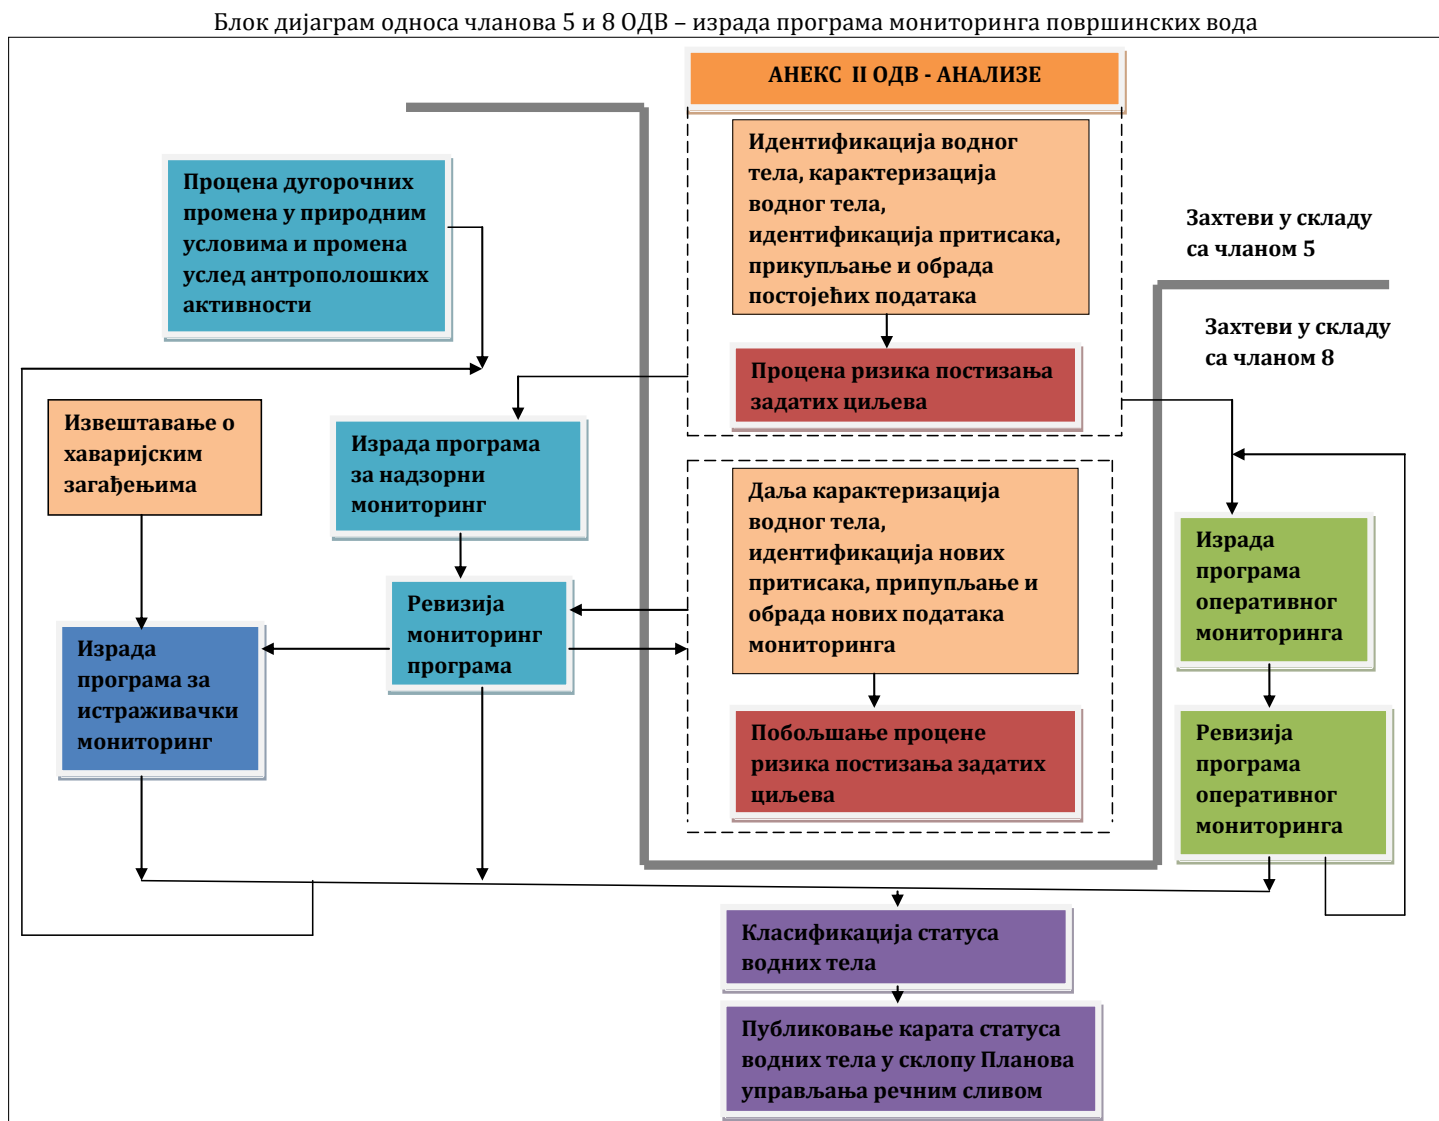 Блок дијаграм односа чланова 5 и 8 ОДВ – израда програма мониторинга површинских вода
АНЕКС II ОДВ - АНАЛИЗЕ
Идентификација водног
тела, карактеризација
водног тела,
идентификација притисака,
прикупљање и обрада
постојећих података
Процена дугорочних
промена у природним
условима и промена
услед антрополошких
активности
Захтеви у складу
са чланом 5
Захтеви у складу
са чланом 8
Процена ризика постизања
задатих циљева
Извештавање о
хаваријским
загађењима
Израда програма
за надзорни
мониторинг
Даља карактеризација
водног тела,
идентификација нових
притисака, припупљање и
обрада нових података
мониторинга
Израда
програма
оперативног
мониторинга
Ревизија
мониторинг
програма
Израда
програма за
истраживачки
мониторинг
Побољшање процене
ризика постизања задатих
циљева
Ревизија
програма
оперативног
мониторинга
Класификација статуса
водних тела
Публиковање карата статуса
водних тела у склопу Планова
управљања речним сливом